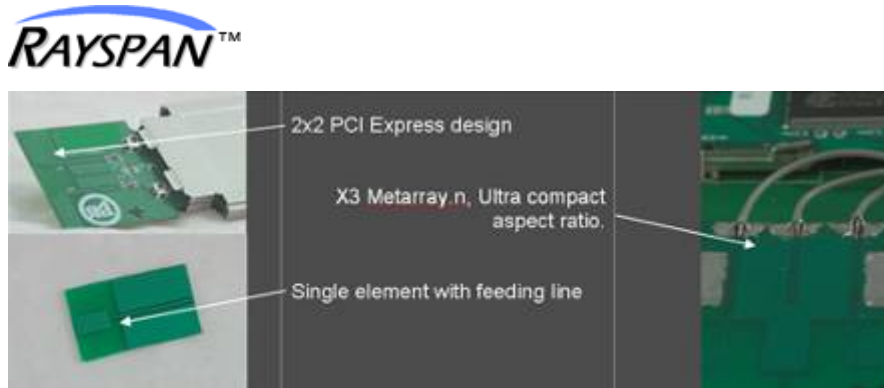 RAYSPAN™
2x2 PCI Express design
X3 Metarray.n, Ultra compact
aspect ratio.
Single element with feeding line